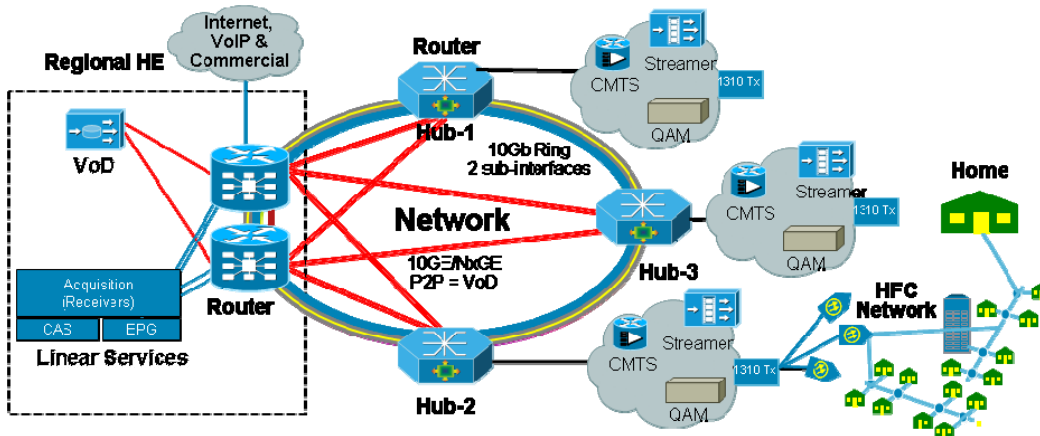 Internet,
VoIP &
Commercial
Regional HE
VoD
Router
Acquisition
(Receivers)
CAS
EPG
Linear Services
Router
Hub-1
10Gb Ring
2 sub-interfaces
Network
10GE/NxGE
P2P = VoD
Hub-3
Hub-2
CMTS
Streamer
QAM
1310 Tx
CMTS
Streamer
QAM
1310 Tx
CMTS
Streamer
QAM
1310 Tx
Home
HFC
Network